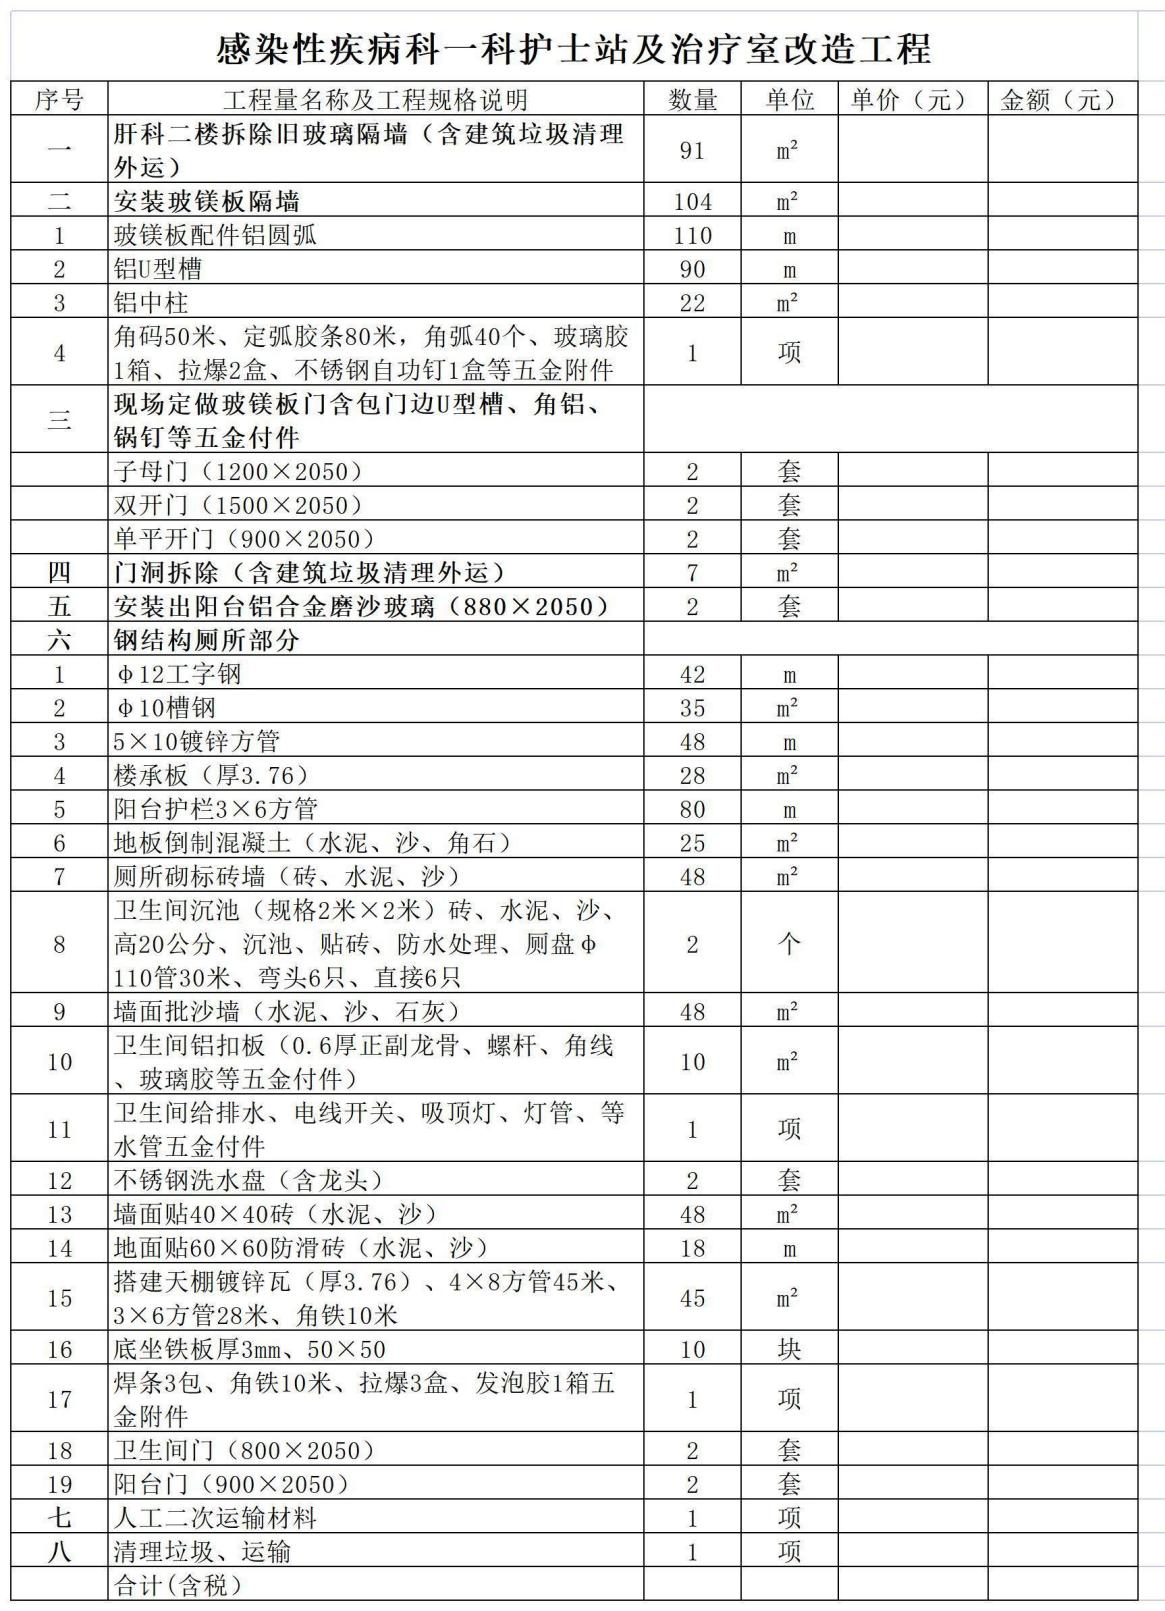 感染性疾病科一科护士站及治疗室改造工程
序号 工程量名称及工程规格说明 数量 单位 单价（元） 金额（元）
一 肝科二楼拆除旧玻璃隔墙（含建筑垃圾清理 91 m²
外运）
二 安装玻镁板隔墙 104 m²
1 玻镁板配件铝圆弧 110 m
2 铝U型槽 90 m
3 铝中柱 22 m²
4 角码50米、定弧胶条80米，角弧40个、玻璃胶 1 项
1箱、拉爆2盒、不锈钢自功钉1盒等五金附件
三 现场定做玻镁板门含包门边U型槽、角铝、
锅钉等五金付件
子母门（1200×2050） 2 套
双开门（1500×2050） 2 套
单平开门（900×2050） 2 套
四 门洞拆除（含建筑垃圾清理外运） 7 m²
五 安装出阳台铝合金磨沙玻璃（880×2050） 2 套
六 钢结构厕所部分
1 φ12工字钢 42 m
2 φ10槽钢 35 m²
3 5×10镀锌方管 48 m
4 楼承板（厚3.76） 28 m²
5 阳台护栏3×6方管 80 m
6 地板倒制混凝土（水泥、沙、角石） 25 m²
7 厕所砌标砖墙（砖、水泥、沙） 48 m²
8 卫生间沉池（规格2米×2米）砖、水泥、沙、 2 个
高20公分、沉池、贴砖、防水处理、厕盘φ
110管30米、弯头6只、直接6只
9 墙面批沙墙（水泥、沙、石灰） 48 m²
10 卫生间铝扣板（0.6厚正副龙骨、螺杆、角线 10 m²
、玻璃胶等五金付件）
11 卫生间给排水、电线开关、吸顶灯、灯管、等 1 项
水管五金付件
12 不锈钢洗水盘（含龙头） 2 套
13 墙面贴40×40砖（水泥、沙） 48 m²
14 地面贴60×60防滑砖（水泥、沙） 18 m
15 搭建天棚镀锌瓦（厚3.76）、4×8方管45米、 45 m²
3×6方管28米、角铁10米
16 底坐铁板厚3mm、50×50 10 块
17 焊条3包、角铁10米、拉爆3盒、发泡胶1箱五 1 项
金附件
18 卫生间门（800×2050） 2 套
19 阳台门（900×2050） 2 套
七 人工二次运输材料 1 项
八 清理垃圾、运输 1 项
合计(含税）